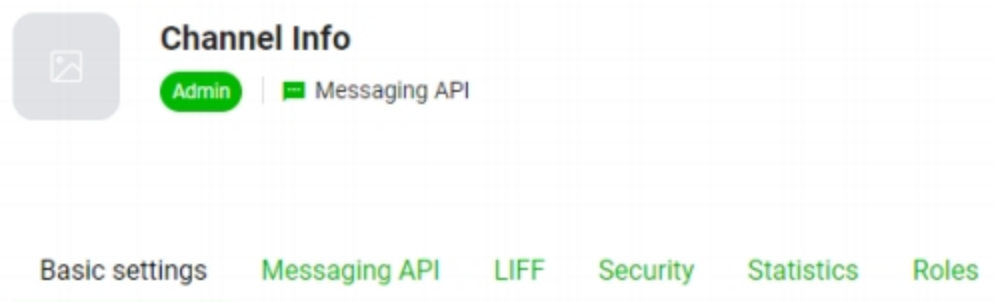 Channel Info
Admin Messaging API
Basic settings Messaging API LIFF Security Statistics Roles